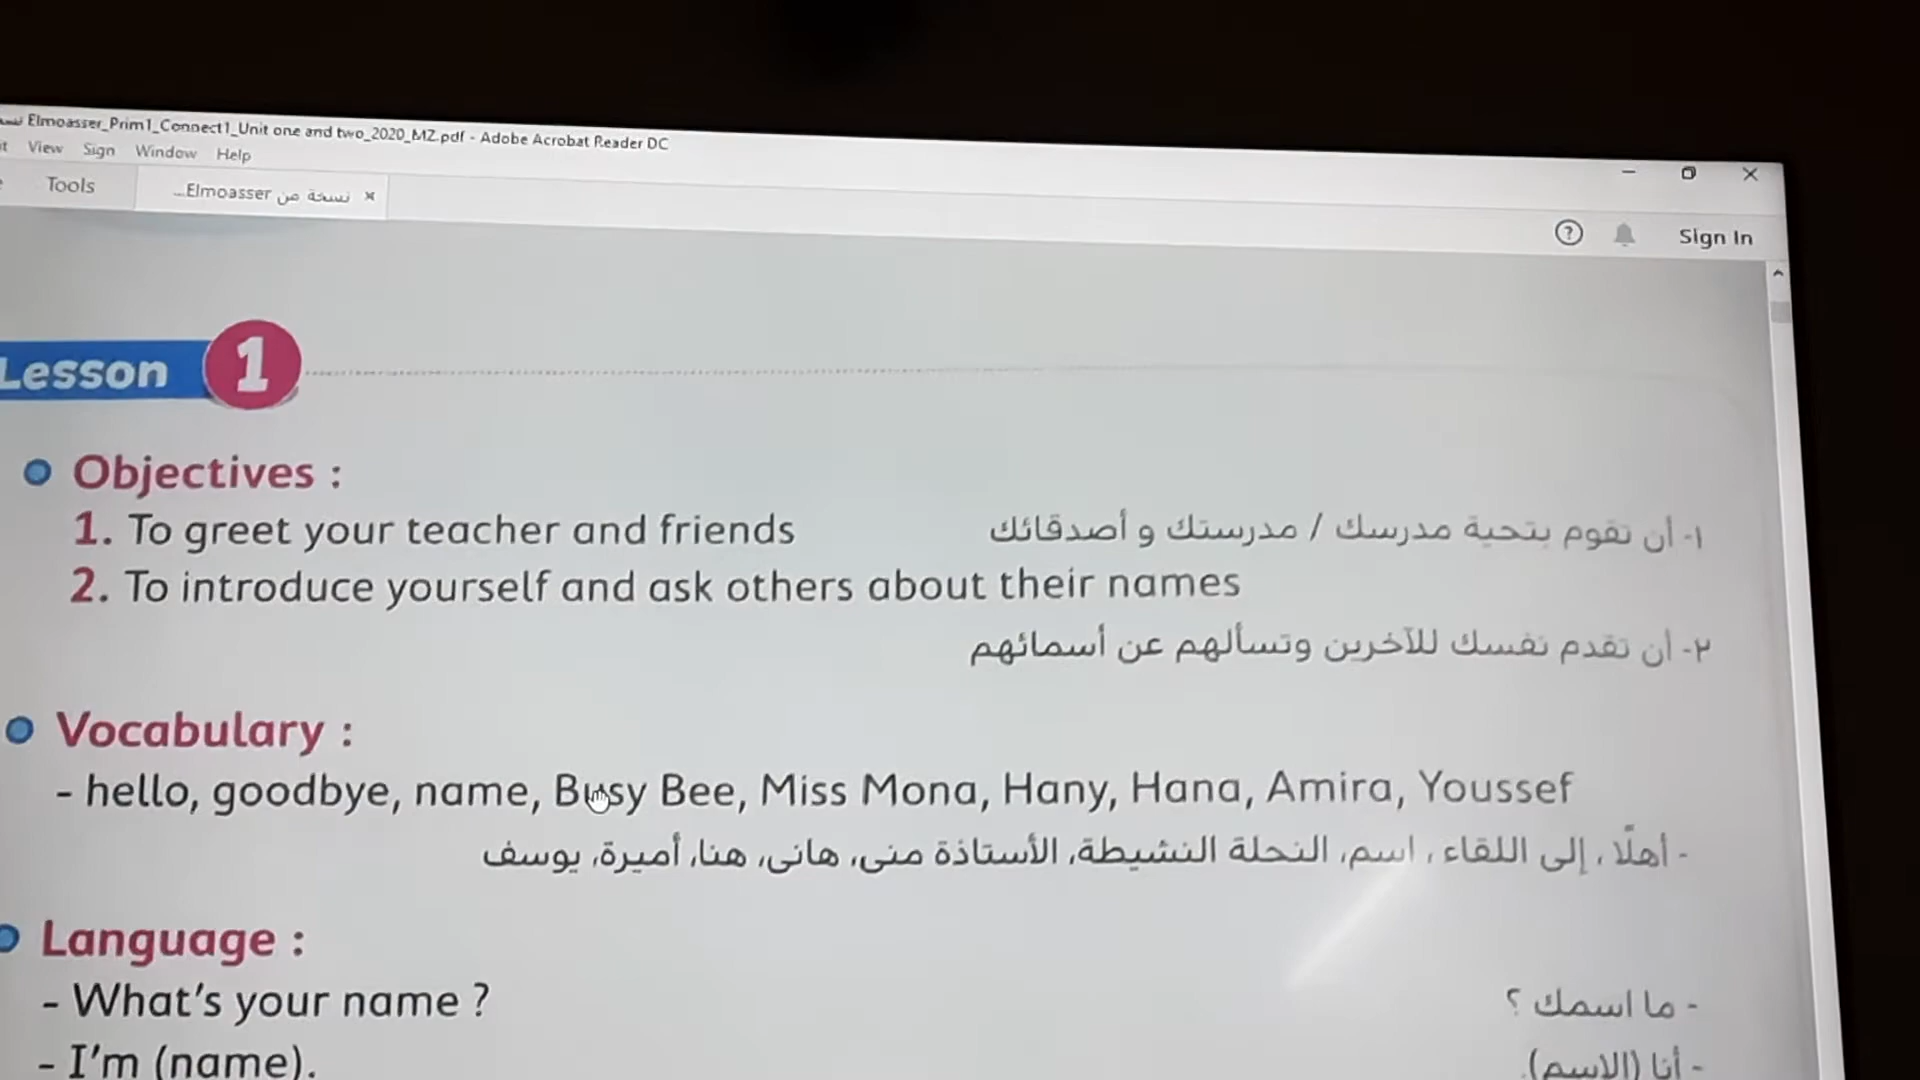 Elmoasser_Prim1_Connect1_Unit one and two_2020_MZ.pdf - Adobe Acrobat Reader DC
View Sign Window Help
Tools
...Elmoasser نسخة من
Sign In
Lesson 1
Objectives :
1. To greet your teacher and friends
١- أن تقوم بتحية مدرسك / مدرستك و أصدقائك
2. To introduce yourself and ask others about their names
٢- أن تقدم نفسك للآخرين وتسألهم عن أسمائهم
Vocabulary :
- hello, goodbye, name, Busy Bee, Miss Mona, Hany, Hana, Amira, Youssef
- أهلًا، إلى اللقاء، اسم، النحلة النشيطة، الأستاذة منى، هانى، هنا، أميرة، يوسف
Language :
- What's your name ?
- ما اسمك ؟
- I'm (name).
- أنا (الاسم).